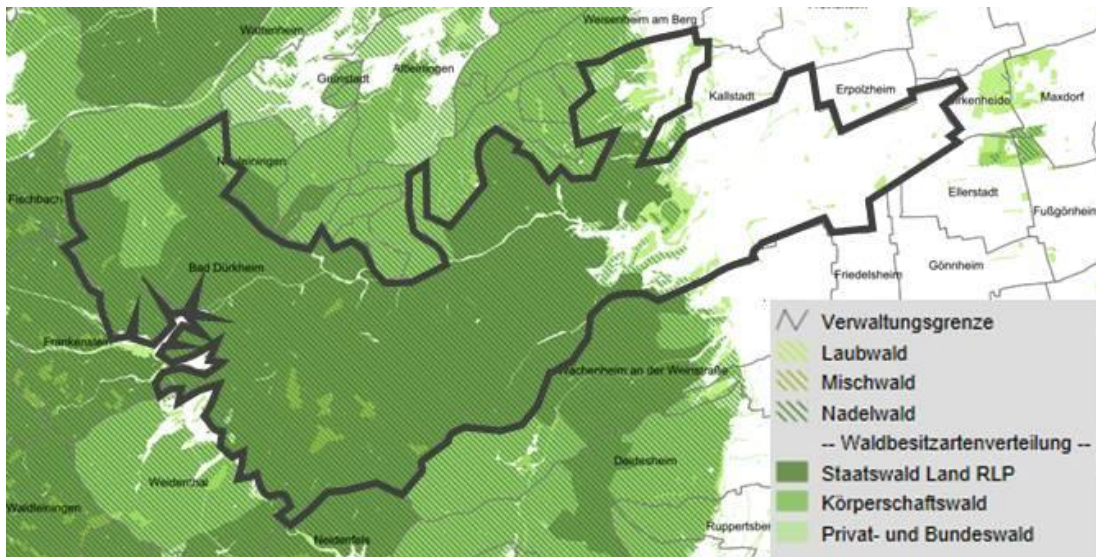 Weisenheim am Berg
Wattenheim
Altleiningen
Grünstadt
Kallstadt
Erpolzheim
Birkenheide
Maxdorf
Neuleiningen
Fischbach
Ellerstadt
Fußgönheim
Bad Dürkheim
Friedelsheim
Gönnheim
Frankenstein
Wachenheim an der Weinstraße
Weidenthal
Deidesheim
Waldleiningen
Ruppertsberg
Neidenfels
Verwaltungsgrenze
Laubwald
Mischwald
Nadelwald
-- Waldbesitzartenverteilung --
Staatswald Land RLP
Körperschaftswald
Privat- und Bundeswald